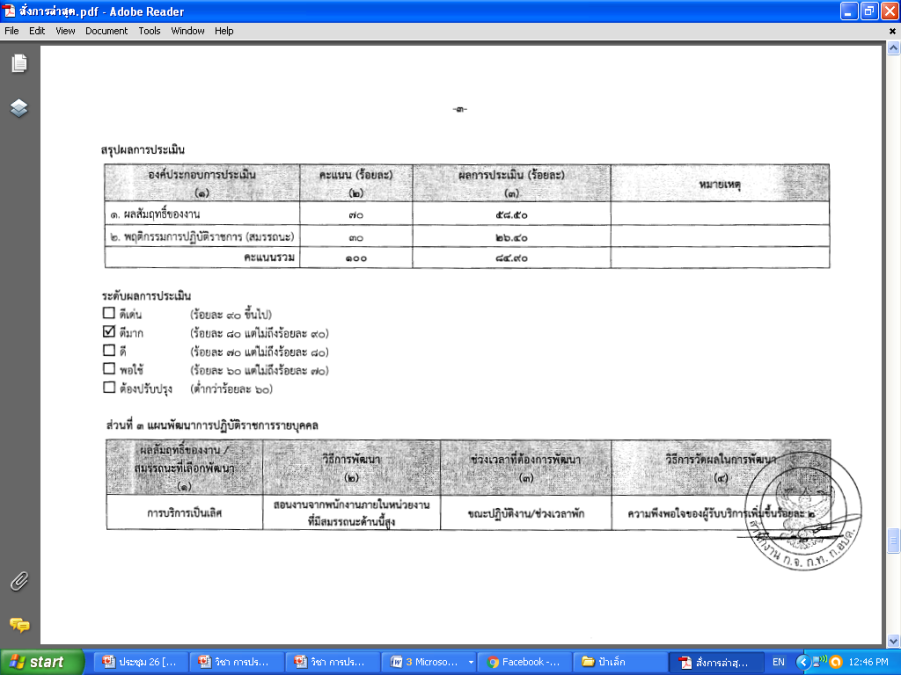 สั่งการล่าสุด.pdf - Adobe Reader
File Edit View Document Tools Window Help
-๓-
สรุปผลการประเมิน
องค์ประกอบการประเมิน
(๑)
คะแนน (ร้อยละ)
(๒)
ผลการประเมิน (ร้อยละ)
(๓)
หมายเหตุ
๑. ผลสัมฤทธิ์ของงาน ๗๐ ๕๘.๕๐
๒. พฤติกรรมการปฏิบัติราชการ (สมรรถนะ) ๓๐ ๒๖.๔๐
คะแนนรวม ๑๐๐ ๘๔.๙๐
ระดับผลการประเมิน
ดีเด่น (ร้อยละ ๙๐ ขึ้นไป)
ดีมาก (ร้อยละ ๘๐ แต่ไม่ถึงร้อยละ ๙๐)
ดี (ร้อยละ ๗๐ แต่ไม่ถึงร้อยละ ๘๐)
พอใช้ (ร้อยละ ๖๐ แต่ไม่ถึงร้อยละ ๗๐)
ต้องปรับปรุง (ต่ำกว่าร้อยละ ๖๐)
ส่วนที่ ๓ แผนพัฒนาการปฏิบัติราชการรายบุคคล
ผลสัมฤทธิ์ของงาน /
สมรรถนะที่เลือกพัฒนา
(๑)
วิธีการพัฒนา
(๒)
ช่วงเวลาที่ต้องการพัฒนา
(๓)
วิธีการวัดผลในการพัฒนา
(๔)
การบริการเป็นเลิศ
สอนงานจากพนักงานภายในหน่วยงาน
ที่มีสมรรถนะด้านนี้สูง
ขณะปฏิบัติงาน/ช่วงเวลาพัก
ความพึงพอใจของผู้รับบริการเพิ่มขึ้นร้อยละ ๒
สำนักงาน ก.จ. ก.ท. ก.อบต.
start ประชุม 26 [... วิชา การปร... วิชา การปร... 3 Microso... Facebook -... ป้าเล็ก สั่งการล่าสุ... EN 12:46 PM